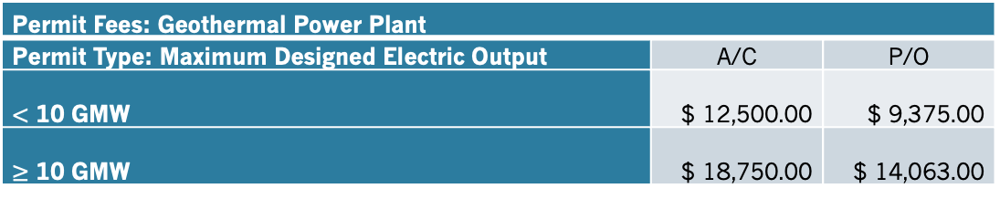 Permit Fees: Geothermal Power Plant
Permit Type: Maximum Designed Electric Output A/C P/O
< 10 GMW $ 12,500.00 $ 9,375.00
≥ 10 GMW $ 18,750.00 $ 14,063.00